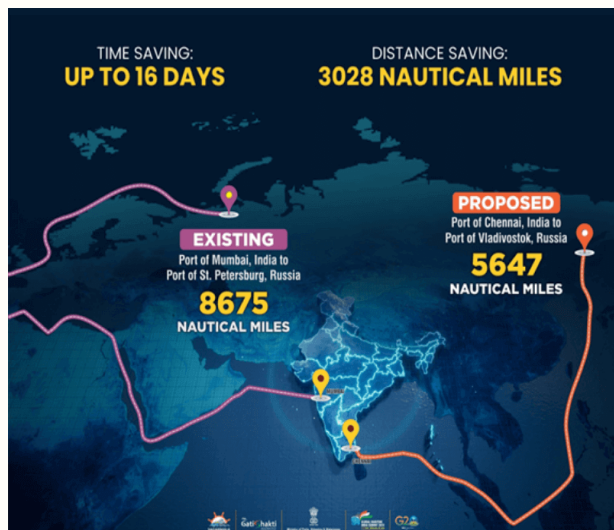 TIME SAVING:
UP TO 16 DAYS
DISTANCE SAVING:
3028 NAUTICAL MILES
EXISTING
Port of Mumbai, India to
Port of St. Petersburg, Russia
8675
NAUTICAL MILES
PROPOSED
Port of Chennai, India to
Port of Vladivostok, Russia
5647
NAUTICAL MILES
GatiShakti
G20